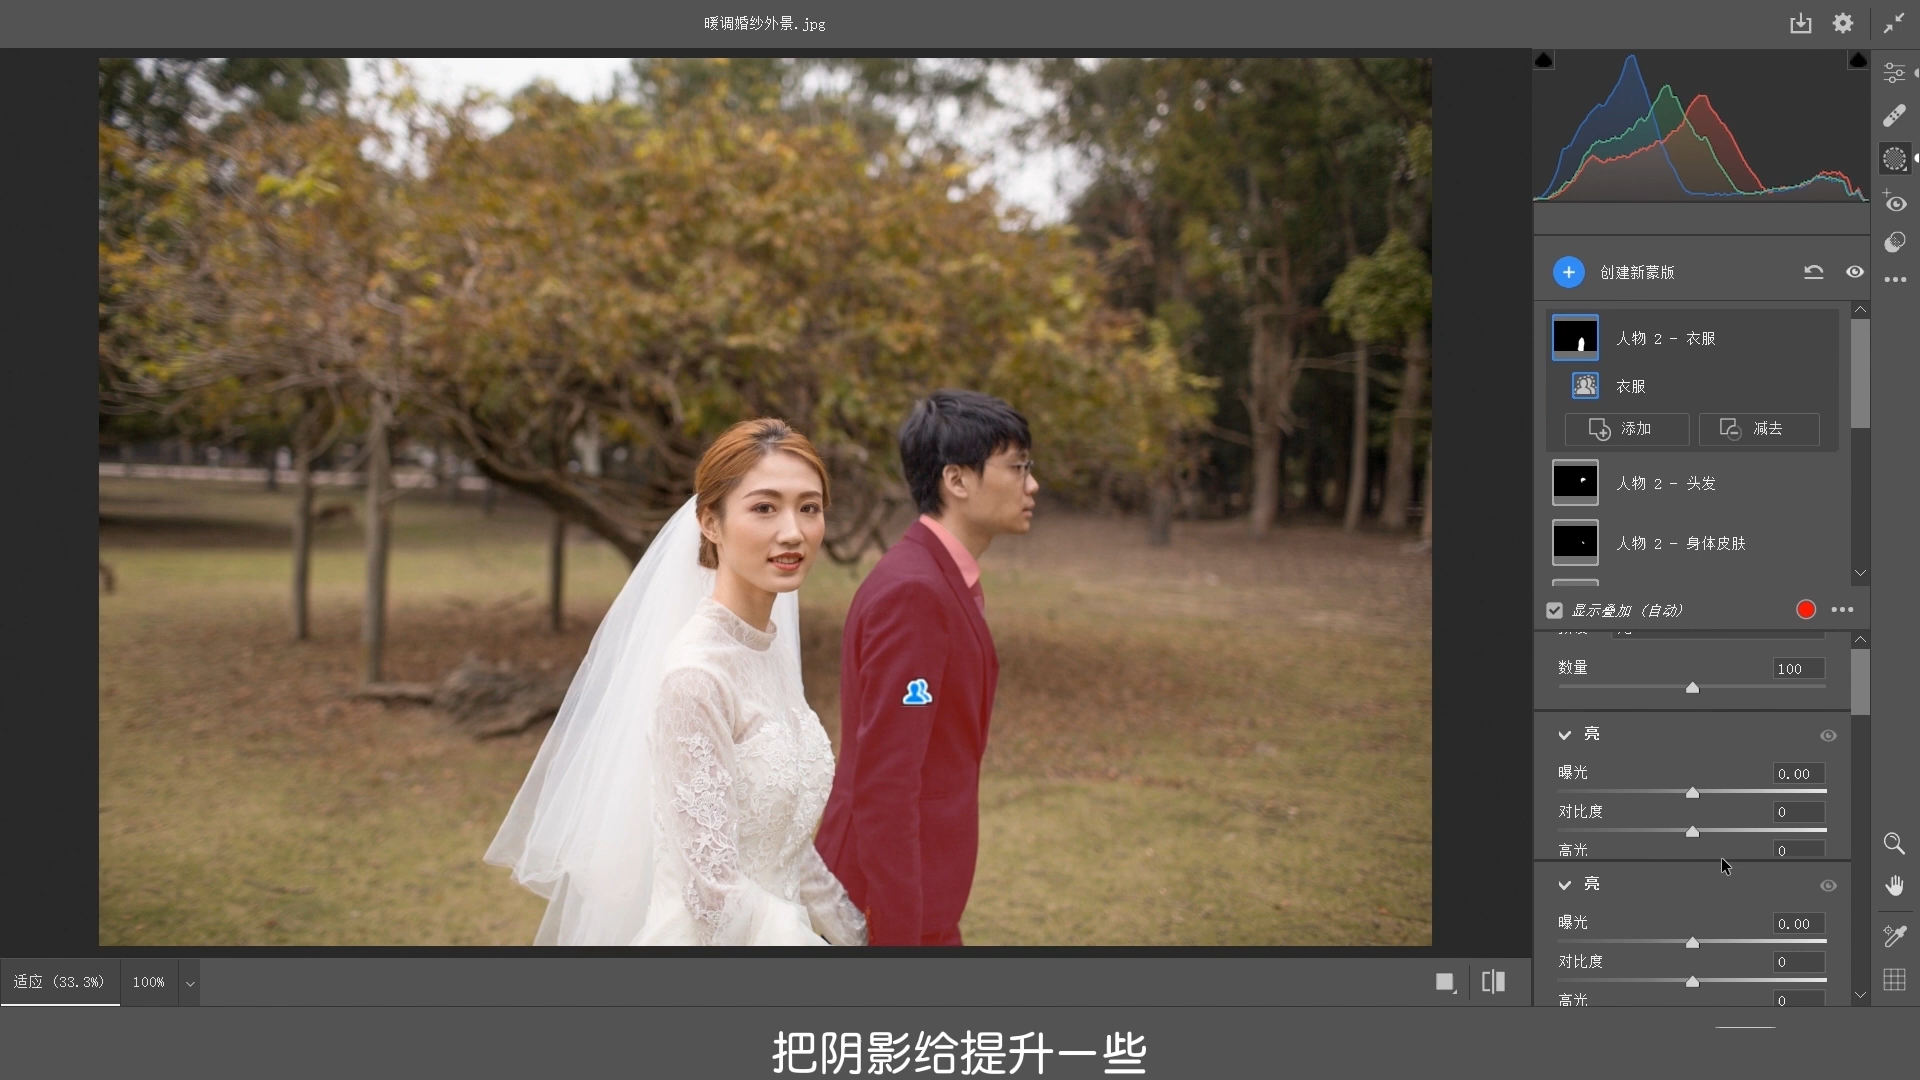 暖调婚纱外景.jpg
创建新蒙版
人物 2 - 衣服
衣服
添加
减去
人物 2 - 头发
人物 2 - 身体皮肤
显示叠加 (自动)
数量
100
亮
曝光
0.00
对比度
0
高光
0
亮
曝光
0.00
对比度
0
高光
0
适应 (33.3%)
100%
把阴影给提升一些